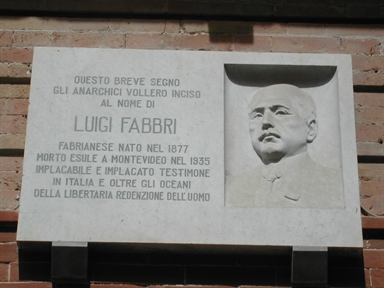 QUESTO BREVE SEGNO
GLI ANARCHICI VOLLERO INCISO
AL NOME DI
LUIGI FABBRI
FABRIANESE NATO NEL 1877
MORTO ESULE A MONTEVIDEO NEL 1935
IMPLACABILE E IMPLACATO TESTIMONE
IN ITALIA E OLTRE GLI OCEANI
DELLA LIBERTARIA REDENZIONE DELL'UOMO